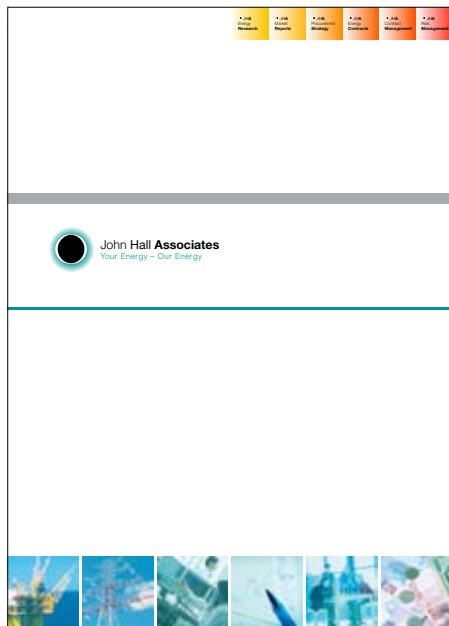 • JHA
Energy
Research
• JHA
Market
Reports
• JHA
Procurement
Strategy
• JHA
Energy
Contracts
• JHA
Contract
Management
• JHA
Risk
Management
John Hall Associates
Your Energy – Our Energy